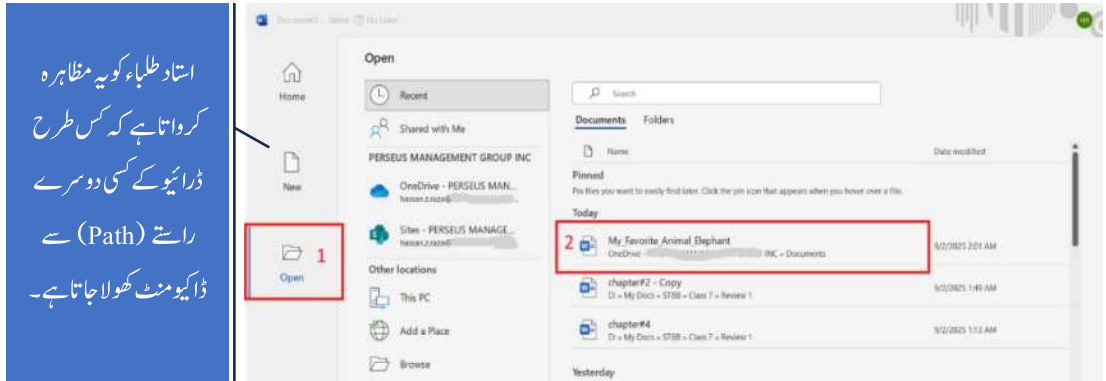 استاد طلباء کو یہ مظاہرہ
کرواتا ہے کہ کس طرح
ڈرائیو کے کسی دوسرے
راستے (Path) سے
ڈاکیومنٹ کھولا جاتا ہے۔
Home
New
Open
1
Open
Recent
Shared with Me
PERSEUS MANAGEMENT GROUP INC
OneDrive - PERSEUS MAN...
Sites - PERSEUS MANAGE...
Other locations
This PC
Add a Place
Browse
Search
Documents Folders
Name Date modified
Pinned
Pin files you want to easily find later. Click the pin icon that appears when you hover over a file.
Today
2
My_Favorite_Animal_Elephant 9/2/2025 2:01 AM
OneDrive INC » Documents
chapter#2 - Copy 9/2/2025 1:49 AM
D: » My Docs » STBB » Class 7 » Review 1
chapter#4 9/2/2025 1:12 AM
D: » My Docs » STBB » Class 7 » Review 1
Yesterday